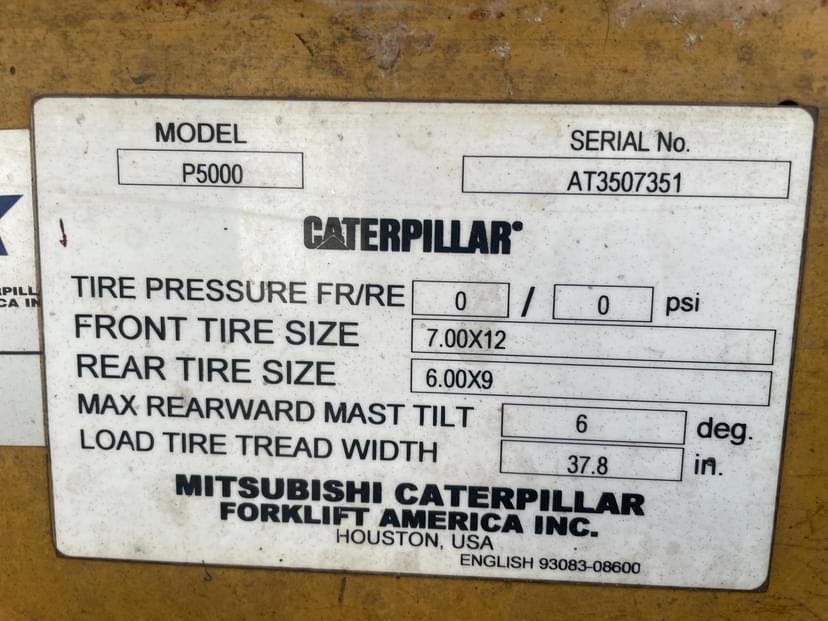 MODEL
P5000
SERIAL No.
AT3507351
CATERPILLAR®
TIRE PRESSURE FR/RE 0 / 0 psi
FRONT TIRE SIZE 7.00X12
REAR TIRE SIZE 6.00X9
MAX REARWARD MAST TILT 6 deg.
LOAD TIRE TREAD WIDTH 37.8 in.
MITSUBISHI CATERPILLAR
FORKLIFT AMERICA INC.
HOUSTON, USA
ENGLISH 93083-08600